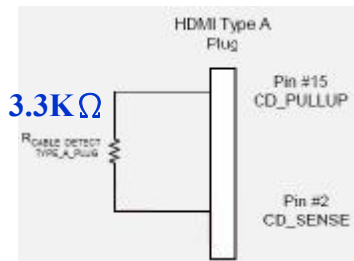 HDMI Type A
Plug
Pin #15
CD_PULLUP
3.3KΩ
RCABLE DETECT
TYPE_A_PLUG
Pin #2
CD_SENSE